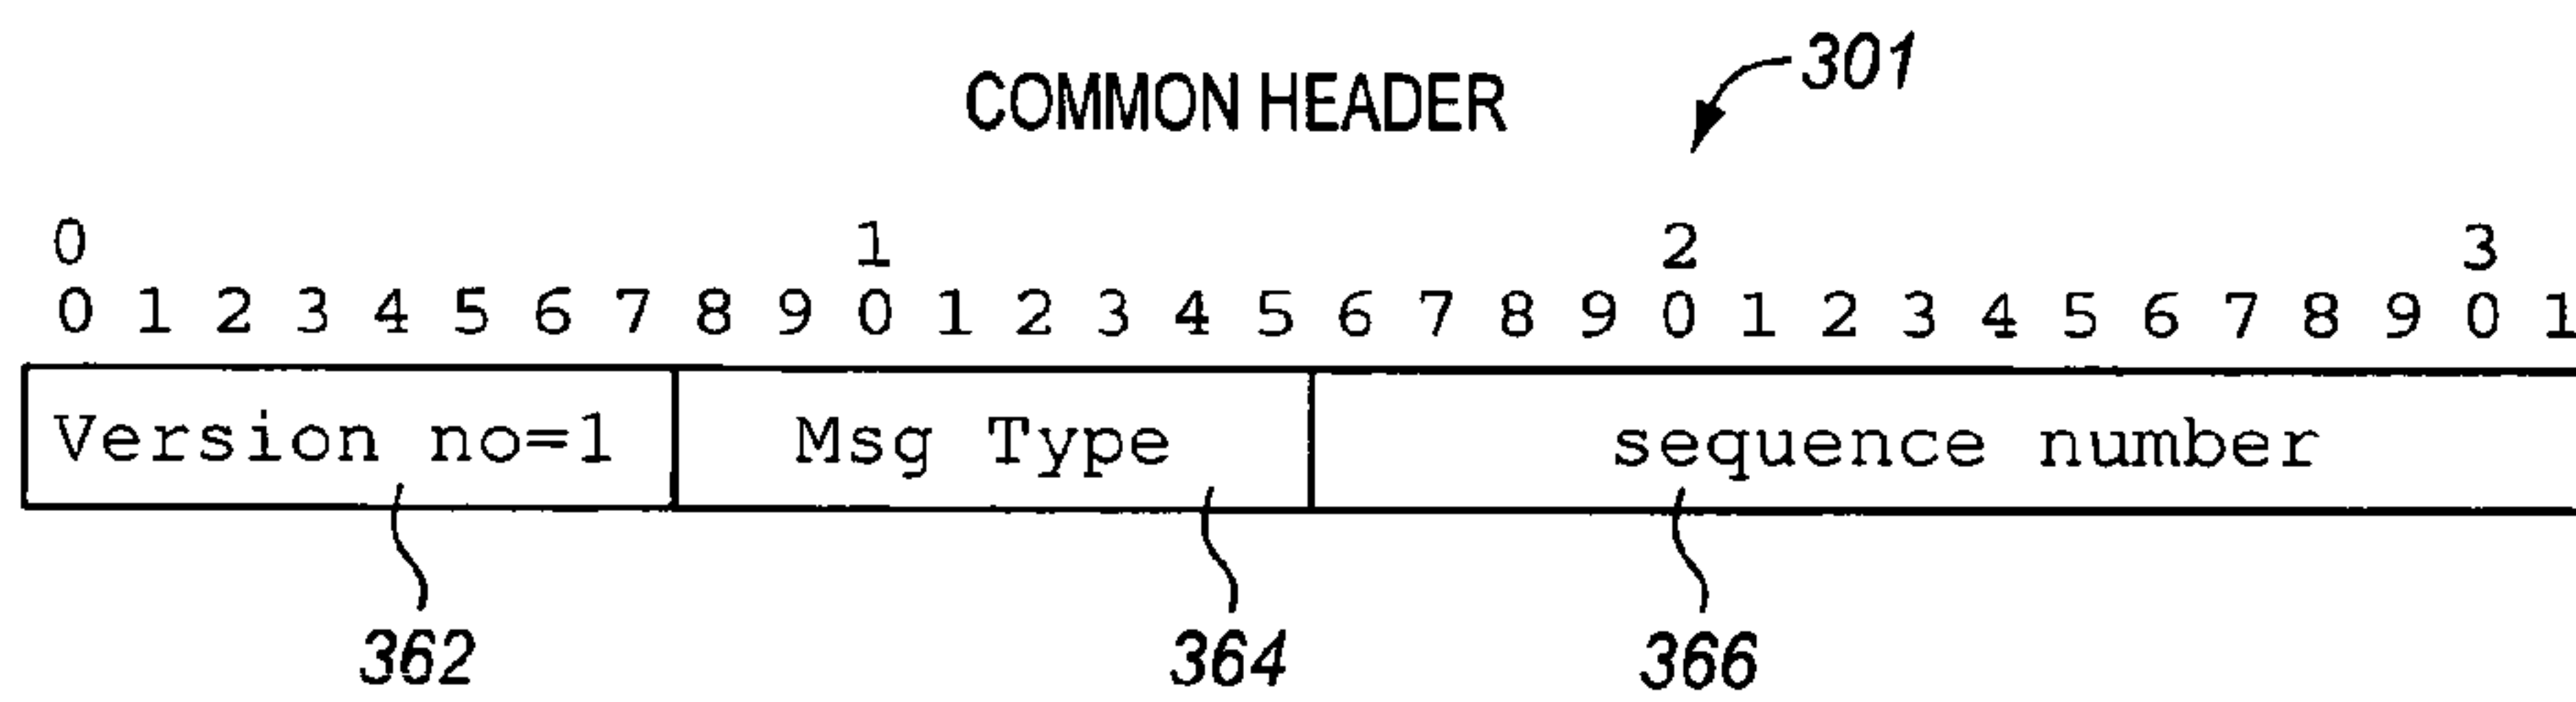 COMMON HEADER 301
0 1 2 3
0 1 2 3 4 5 6 7 8 9 0 1 2 3 4 5 6 7 8 9 0 1 2 3 4 5 6 7 8 9 0 1
Version no=1 Msg Type sequence number
362 364 366